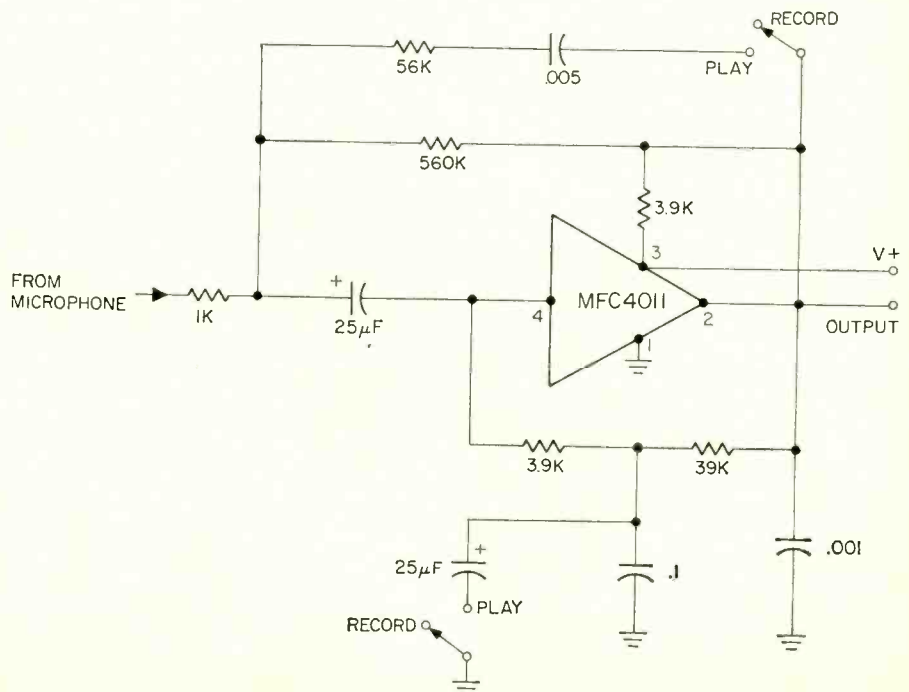 RECORD
PLAY
56K
.005
560K
3.9K
3
V+
FROM
MICROPHONE
1K
+
25μF
4
MFC4011
2
OUTPUT
1
3.9K
39K
25μF
+
.1
.001
PLAY
RECORD